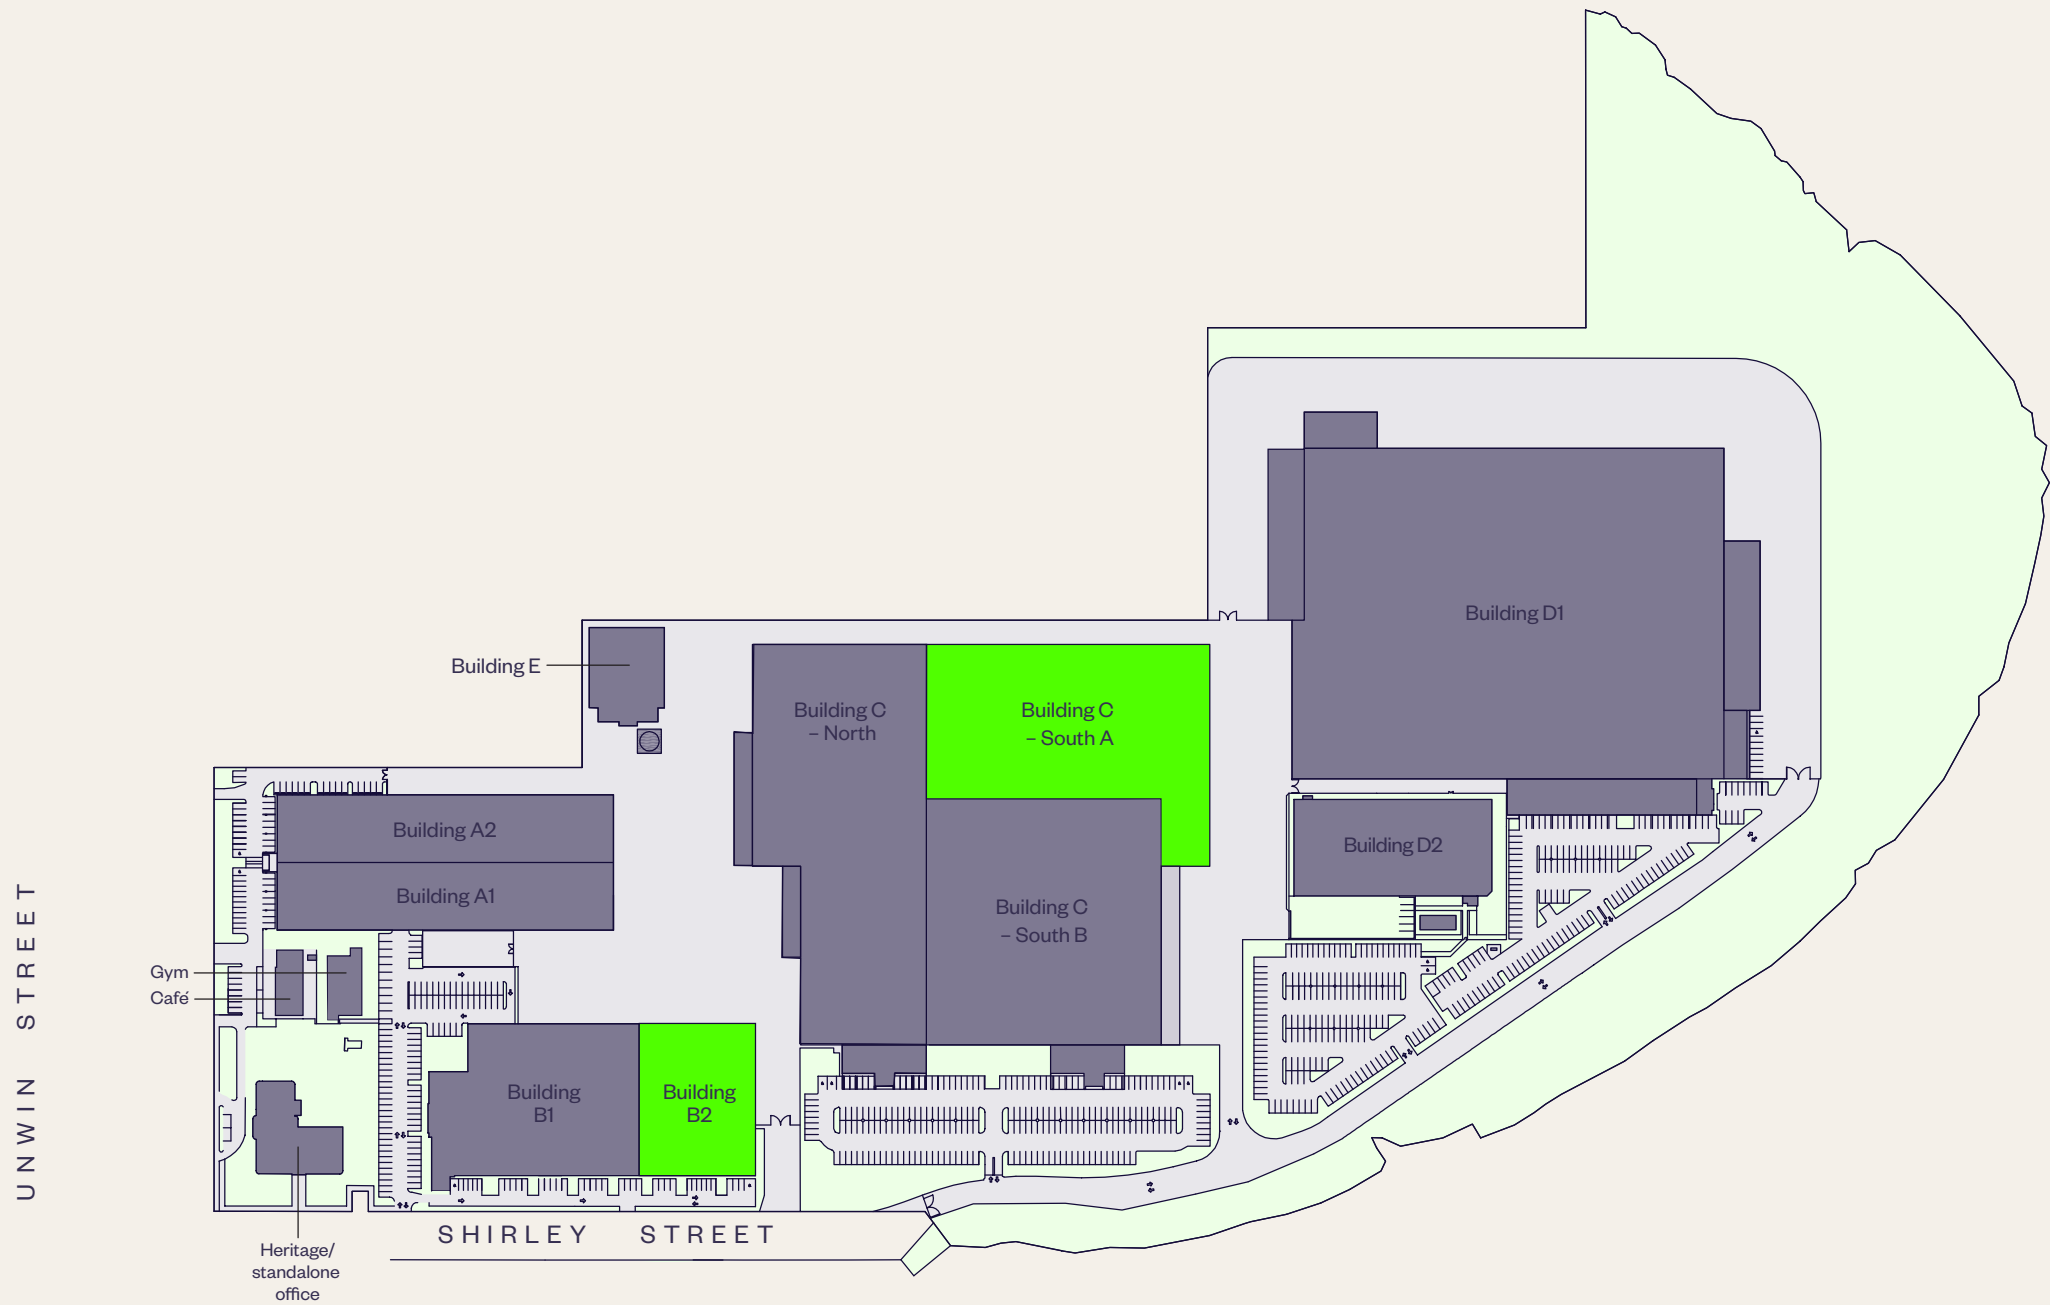 Building D1
Building E
Building C
– North
Building C
– South A
Building A2
Building D2
Building A1
Building C
– South B
Gym
Café
UNWIN STREET
Building
B1
Building
B2
SHIRLEY STREET
Heritage/
standalone
office